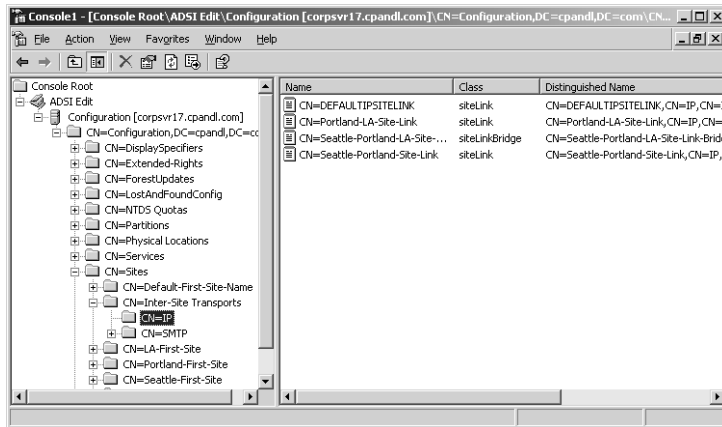 Console1 - [Console Root\ADSI Edit\Configuration [corpsvr17.cpandl.com]\CN=Configuration,DC=cpandl,DC=com\CN...
File Action View Favorites Window Help
Console Root
ADSI Edit
Configuration [corpsvr17.cpandl.com]
CN=Configuration,DC=cpandl,DC=cc
CN=DisplaySpecifiers
CN=Extended-Rights
CN=ForestUpdates
CN=LostAndFoundConfig
CN=NTDS Quotas
CN=Partitions
CN=Physical Locations
CN=Services
CN=Sites
CN=Default-First-Site-Name
CN=Inter-Site Transports
CN=IP
CN=SMTP
CN=LA-First-Site
CN=Portland-First-Site
CN=Seattle-First-Site
Name Class Distinguished Name
CN=DEFAULTIPSITELINK siteLink CN=DEFAULTIPSITELINK,CN=IP,CN=
CN=Portland-LA-Site-Link siteLink CN=Portland-LA-Site-Link,CN=IP,CN=
CN=Seattle-Portland-LA-Site-... siteLinkBridge CN=Seattle-Portland-LA-Site-Link-Brid
CN=Seattle-Portland-Site-Link siteLink CN=Seattle-Portland-Site-Link,CN=IP,